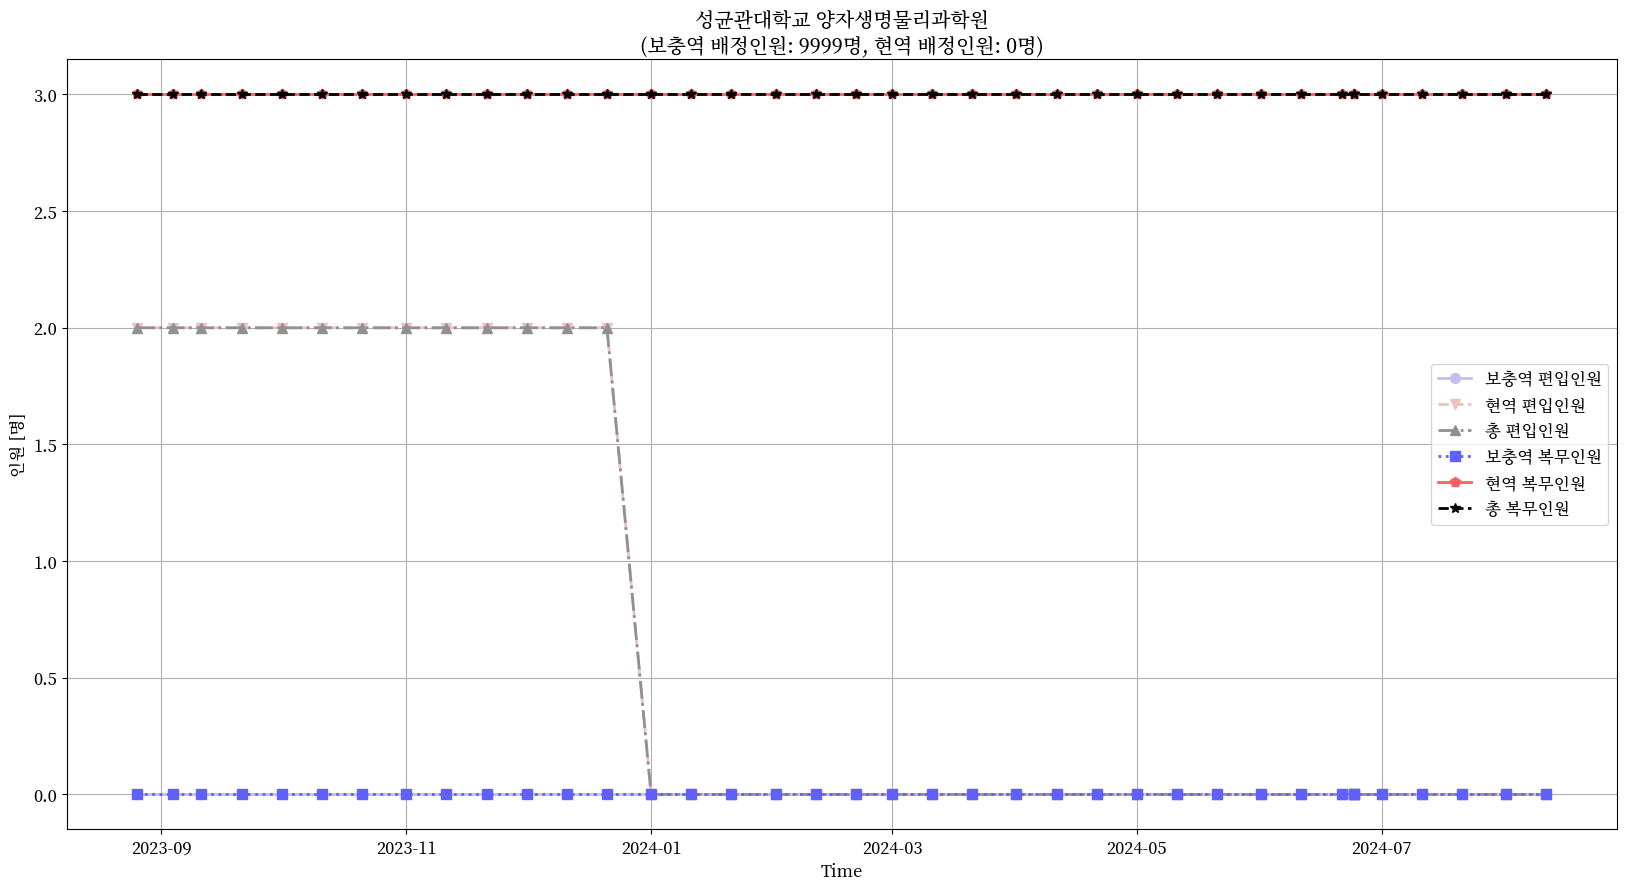 성균관대학교 양자생명물리과학원
(보충역 배정인원: 9999명, 현역 배정인원: 0명)
인원 [명]
3.0
2.5
2.0
1.5
1.0
0.5
0.0
보충역 편입인원
현역 편입인원
총 편입인원
보충역 복무인원
현역 복무인원
총 복무인원
2023-09
2023-11
2024-01
2024-03
2024-05
2024-07
Time